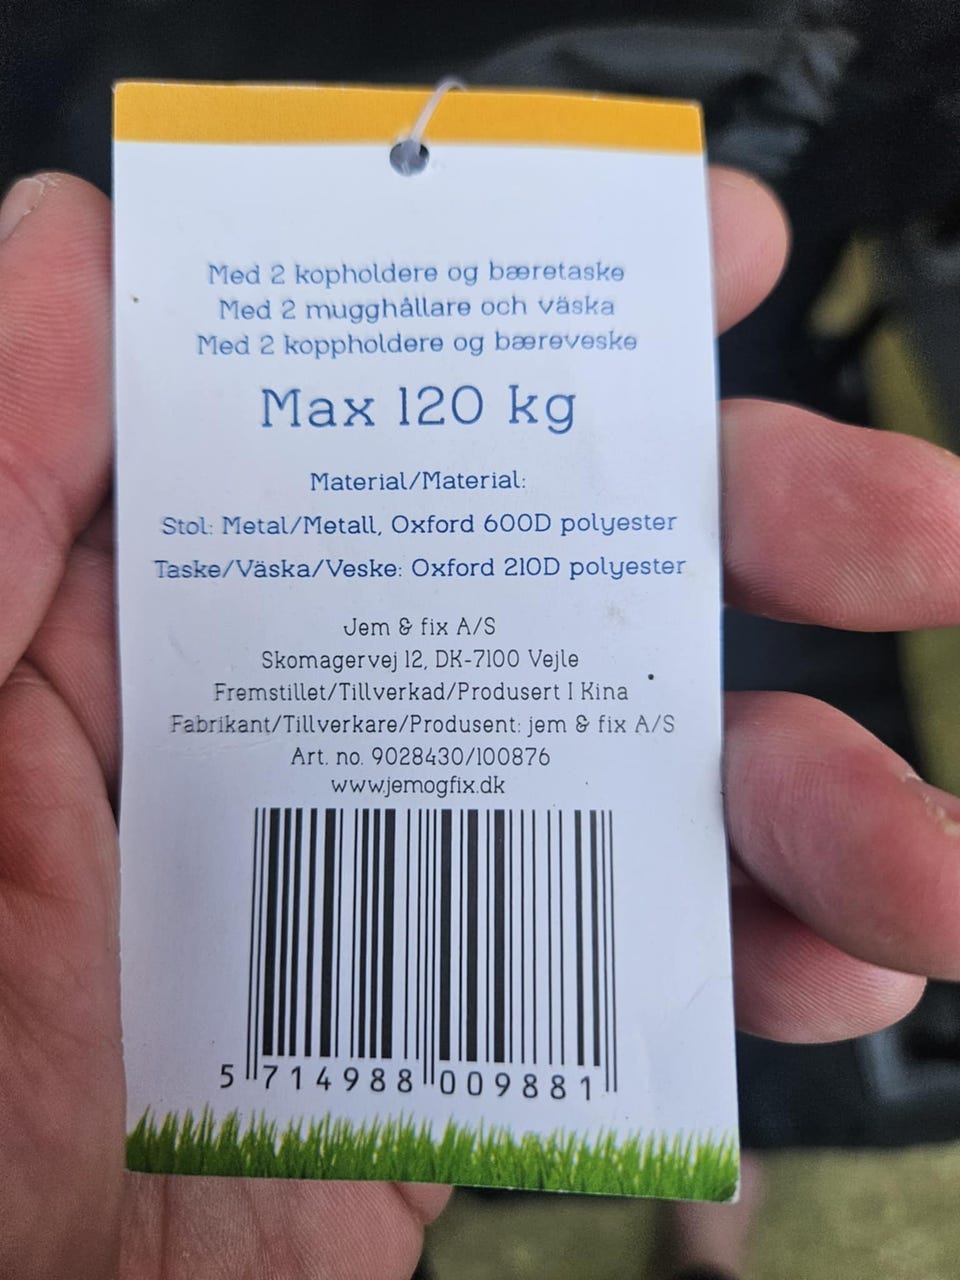 Med 2 kopholdere og bæretaske
Med 2 mugghållare och väska
Med 2 koppholdere og bæreveske
Max 120 kg
Material/Material:
Stol: Metal/Metall, Oxford 600D polyester
Taske/Väska/Veske: Oxford 210D polyester
Jem & fix A/S
Skomagervej 12, DK-7100 Vejle
Fremstillet/Tillverkad/Produsert I Kina
Fabrikant/Tillverkare/Produsent: jem & fix A/S
Art. no. 9028430/100876
www.jemogfix.dk
5 714988 009881